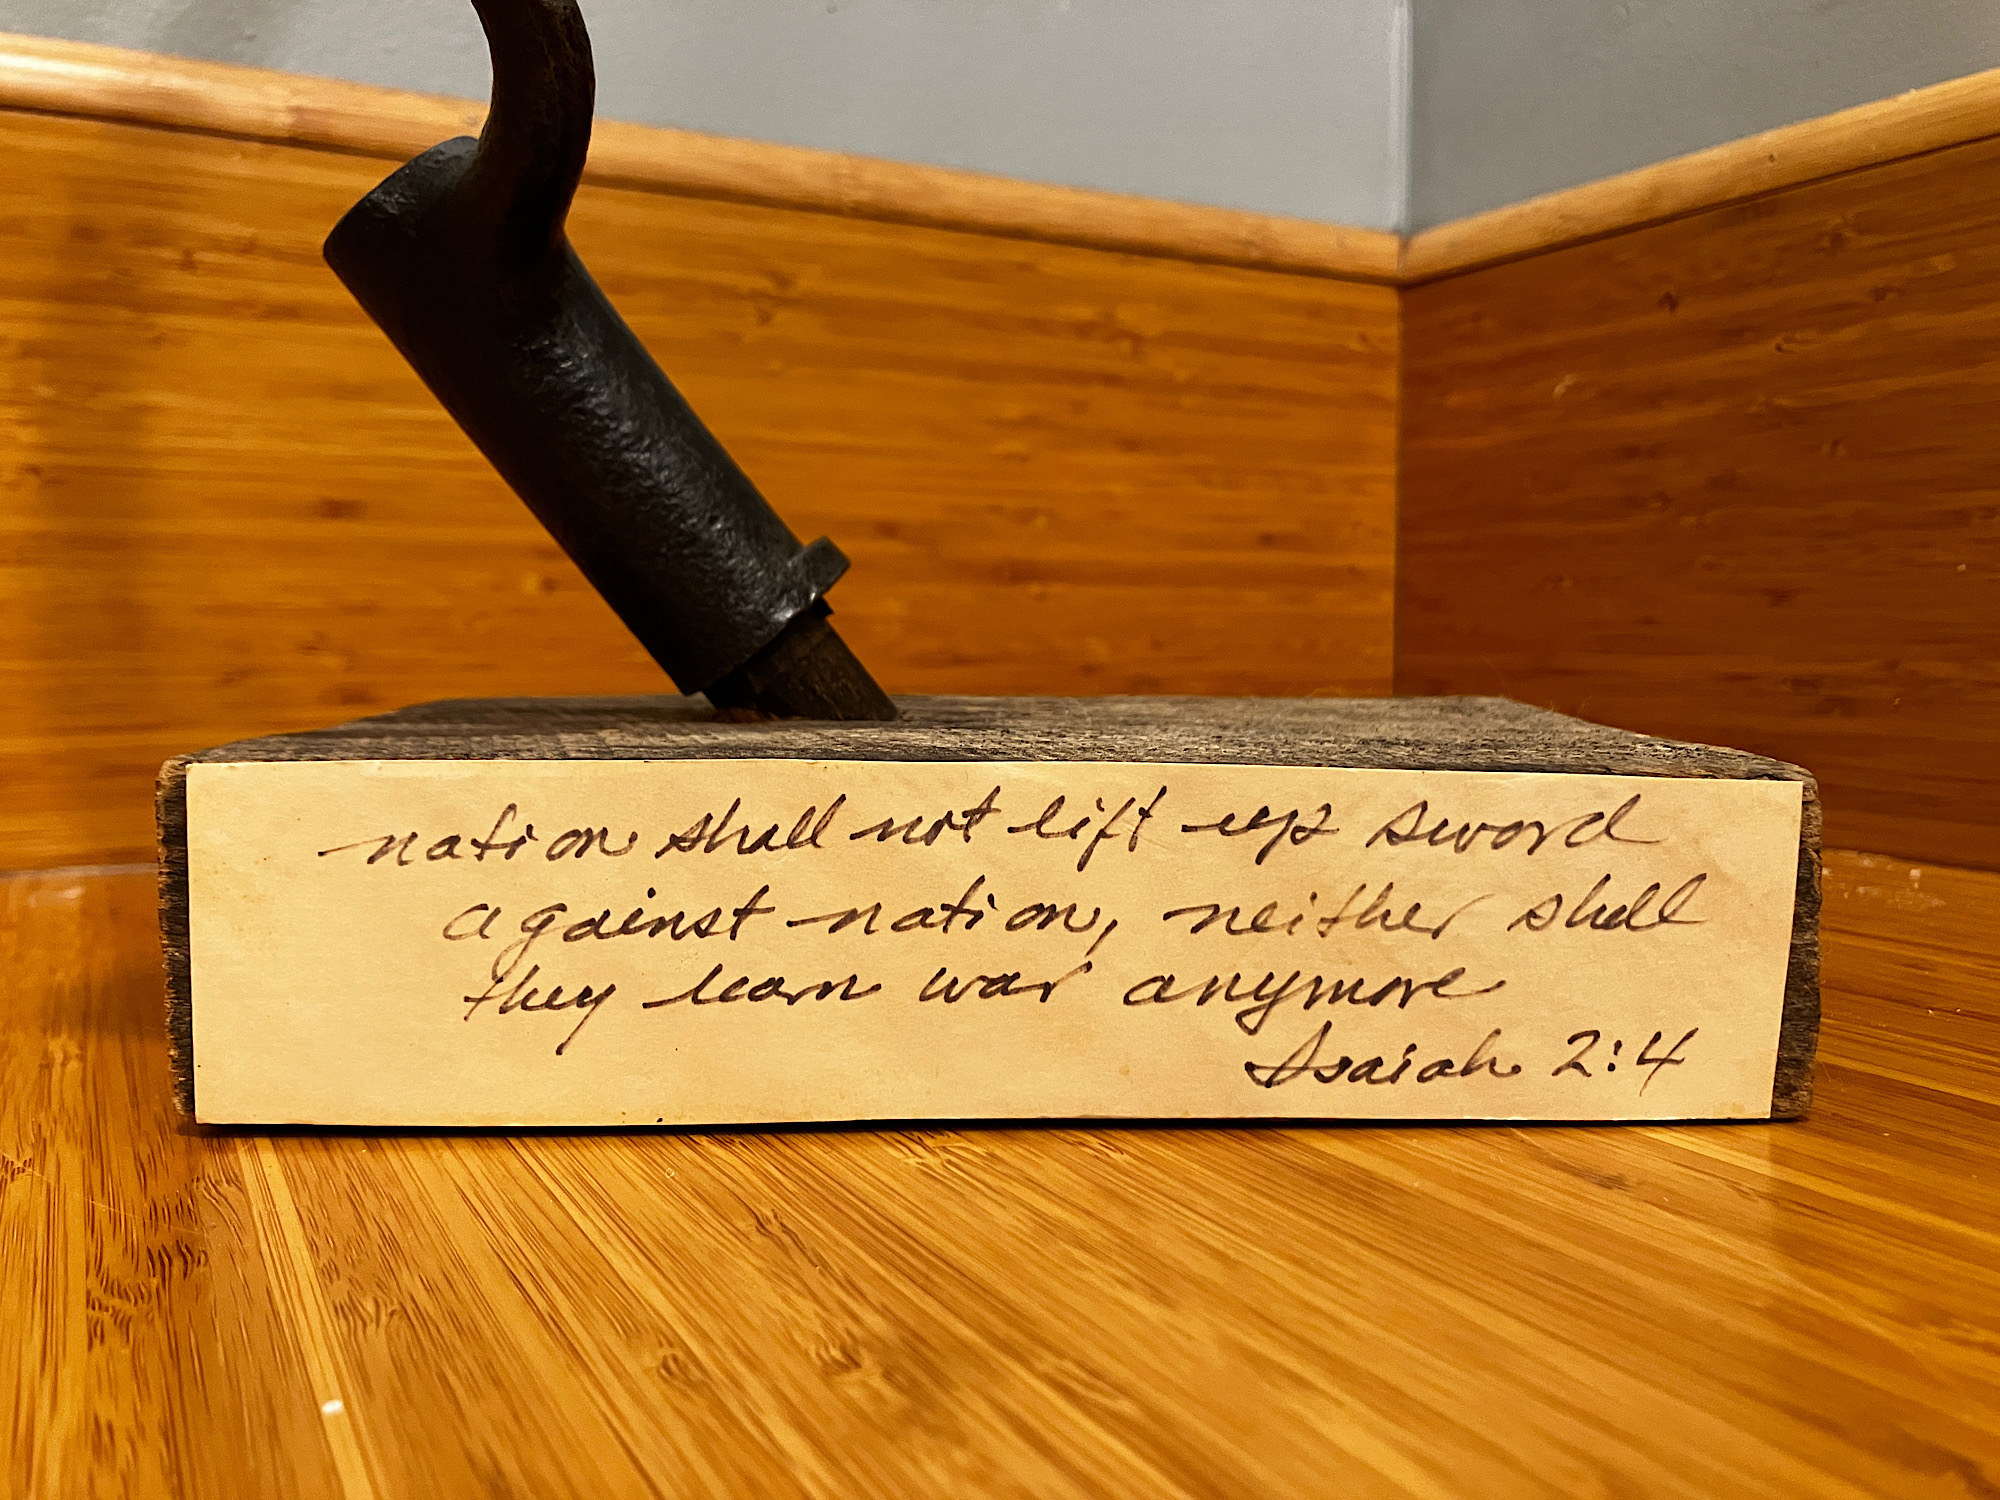 nation shall not lift up sword
against nation, neither shall
they learn war anymore
Isaiah 2:4